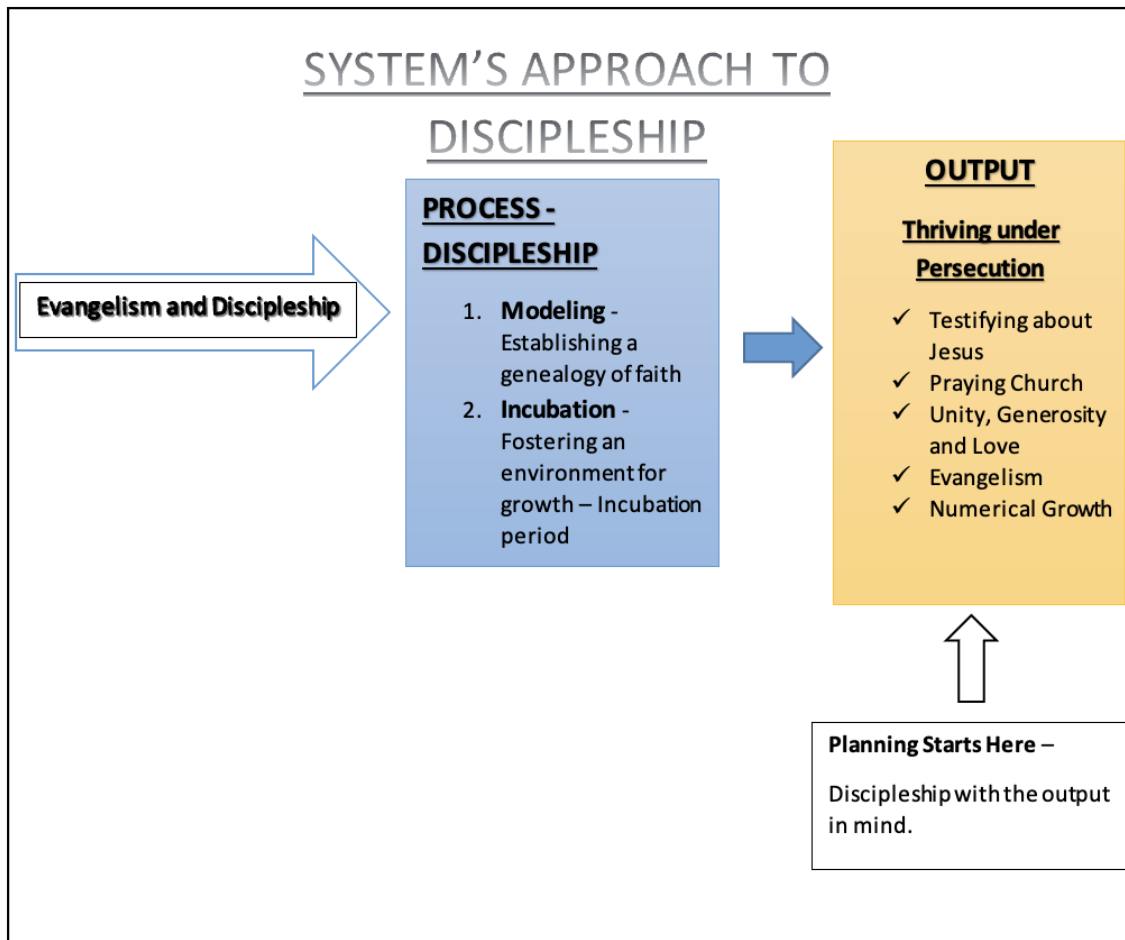 SYSTEM’S APPROACH TO
DISCIPLESHIP
Evangelism and Discipleship
PROCESS -
DISCIPLESHIP
1. Modeling -
Establishing a
genealogy of faith
2. Incubation -
Fostering an
environment for
growth – Incubation
period
OUTPUT
Thriving under
Persecution
✓ Testifying about
Jesus
✓ Praying Church
✓ Unity, Generosity
and Love
✓ Evangelism
✓ Numerical Growth
Planning Starts Here –
Discipleship with the output
in mind.